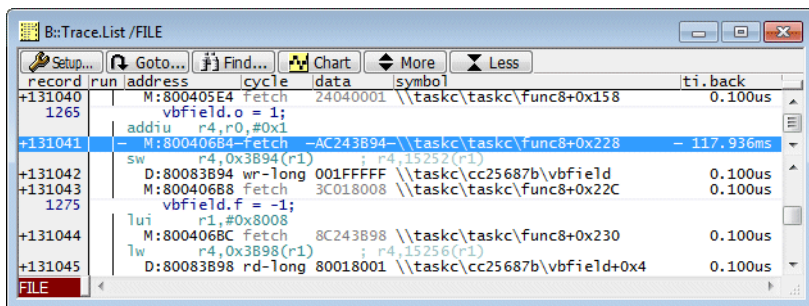 B::Trace.List /FILE
Setup... Goto... Find... Chart More Less
record run address cycle data symbol ti.back
+131040 M:800405E4 fetch 24040001 \\taskc\taskc\func8+0x158 0.100us
1265 vbfield.o = 1;
addiu r4,r0,#0x1
+131041 M:800406B4 fetch AC243B94 \\taskc\taskc\func8+0x228 117.936ms
sw r4,0x3B94(r1) ; r4,15252(r1)
+131042 D:80083B94 wr-long 001FFFFF \\taskc\cc25687b\vbfield 0.100us
+131043 M:800406B8 fetch 3C018008 \\taskc\taskc\func8+0x22C 0.100us
1275 vbfield.f = -1;
lui r1,#0x8008
+131044 M:800406BC fetch 8C243B98 \\taskc\taskc\func8+0x230 0.100us
lw r4,0x3B98(r1) ; r4,15256(r1)
+131045 D:80083B98 rd-long 80018001 \\taskc\cc25687b\vbfield+0x4 0.100us
FILE